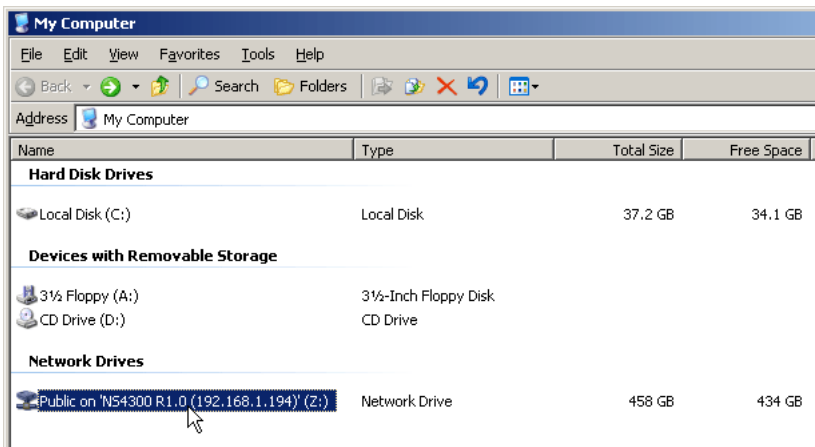 My Computer
File Edit View Favorites Tools Help
Back Search Folders
Address My Computer
Name Type Total Size Free Space
Hard Disk Drives
Local Disk (C:) Local Disk 37.2 GB 34.1 GB
Devices with Removable Storage
3½ Floppy (A:) 3½-Inch Floppy Disk
CD Drive (D:) CD Drive
Network Drives
Public on 'NS4300 R1.0 (192.168.1.194)' (Z:) Network Drive 458 GB 434 GB